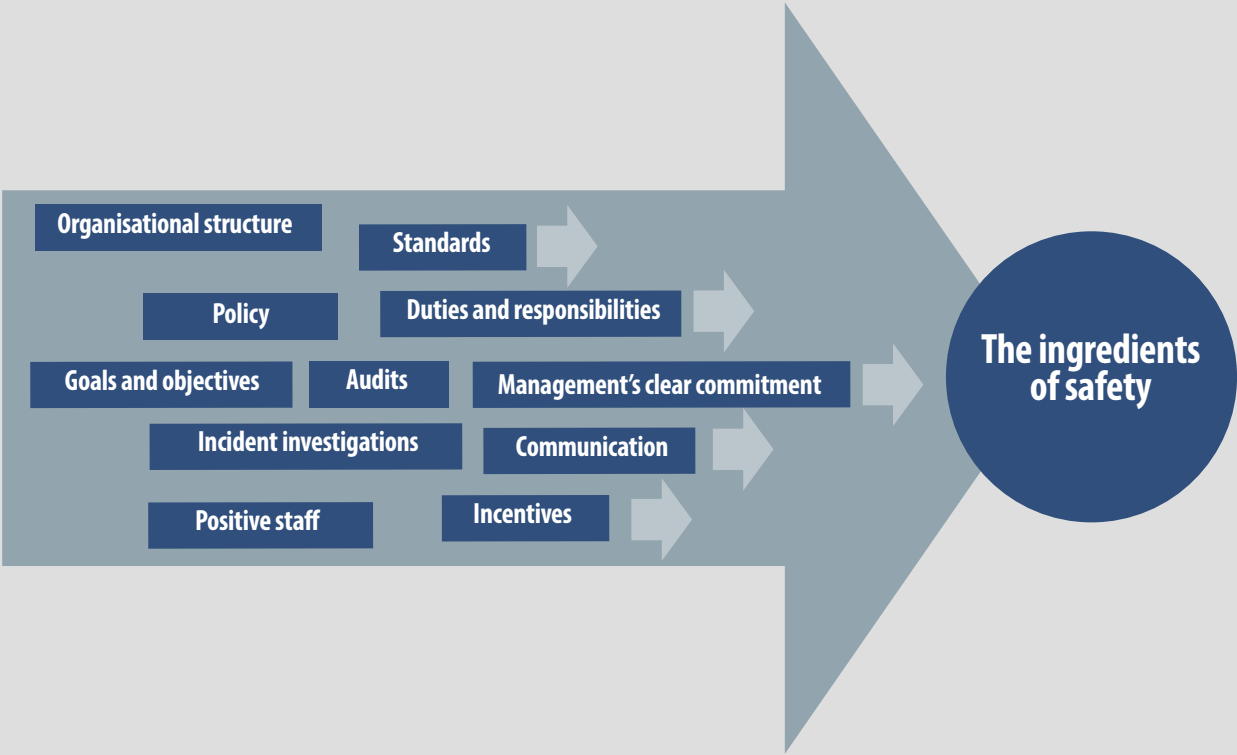 Organisational structure
Standards
Policy
Duties and responsibilities
Goals and objectives
Audits
Management’s clear commitment
Incident investigations
Communication
Positive staff
Incentives
The ingredients
of safety